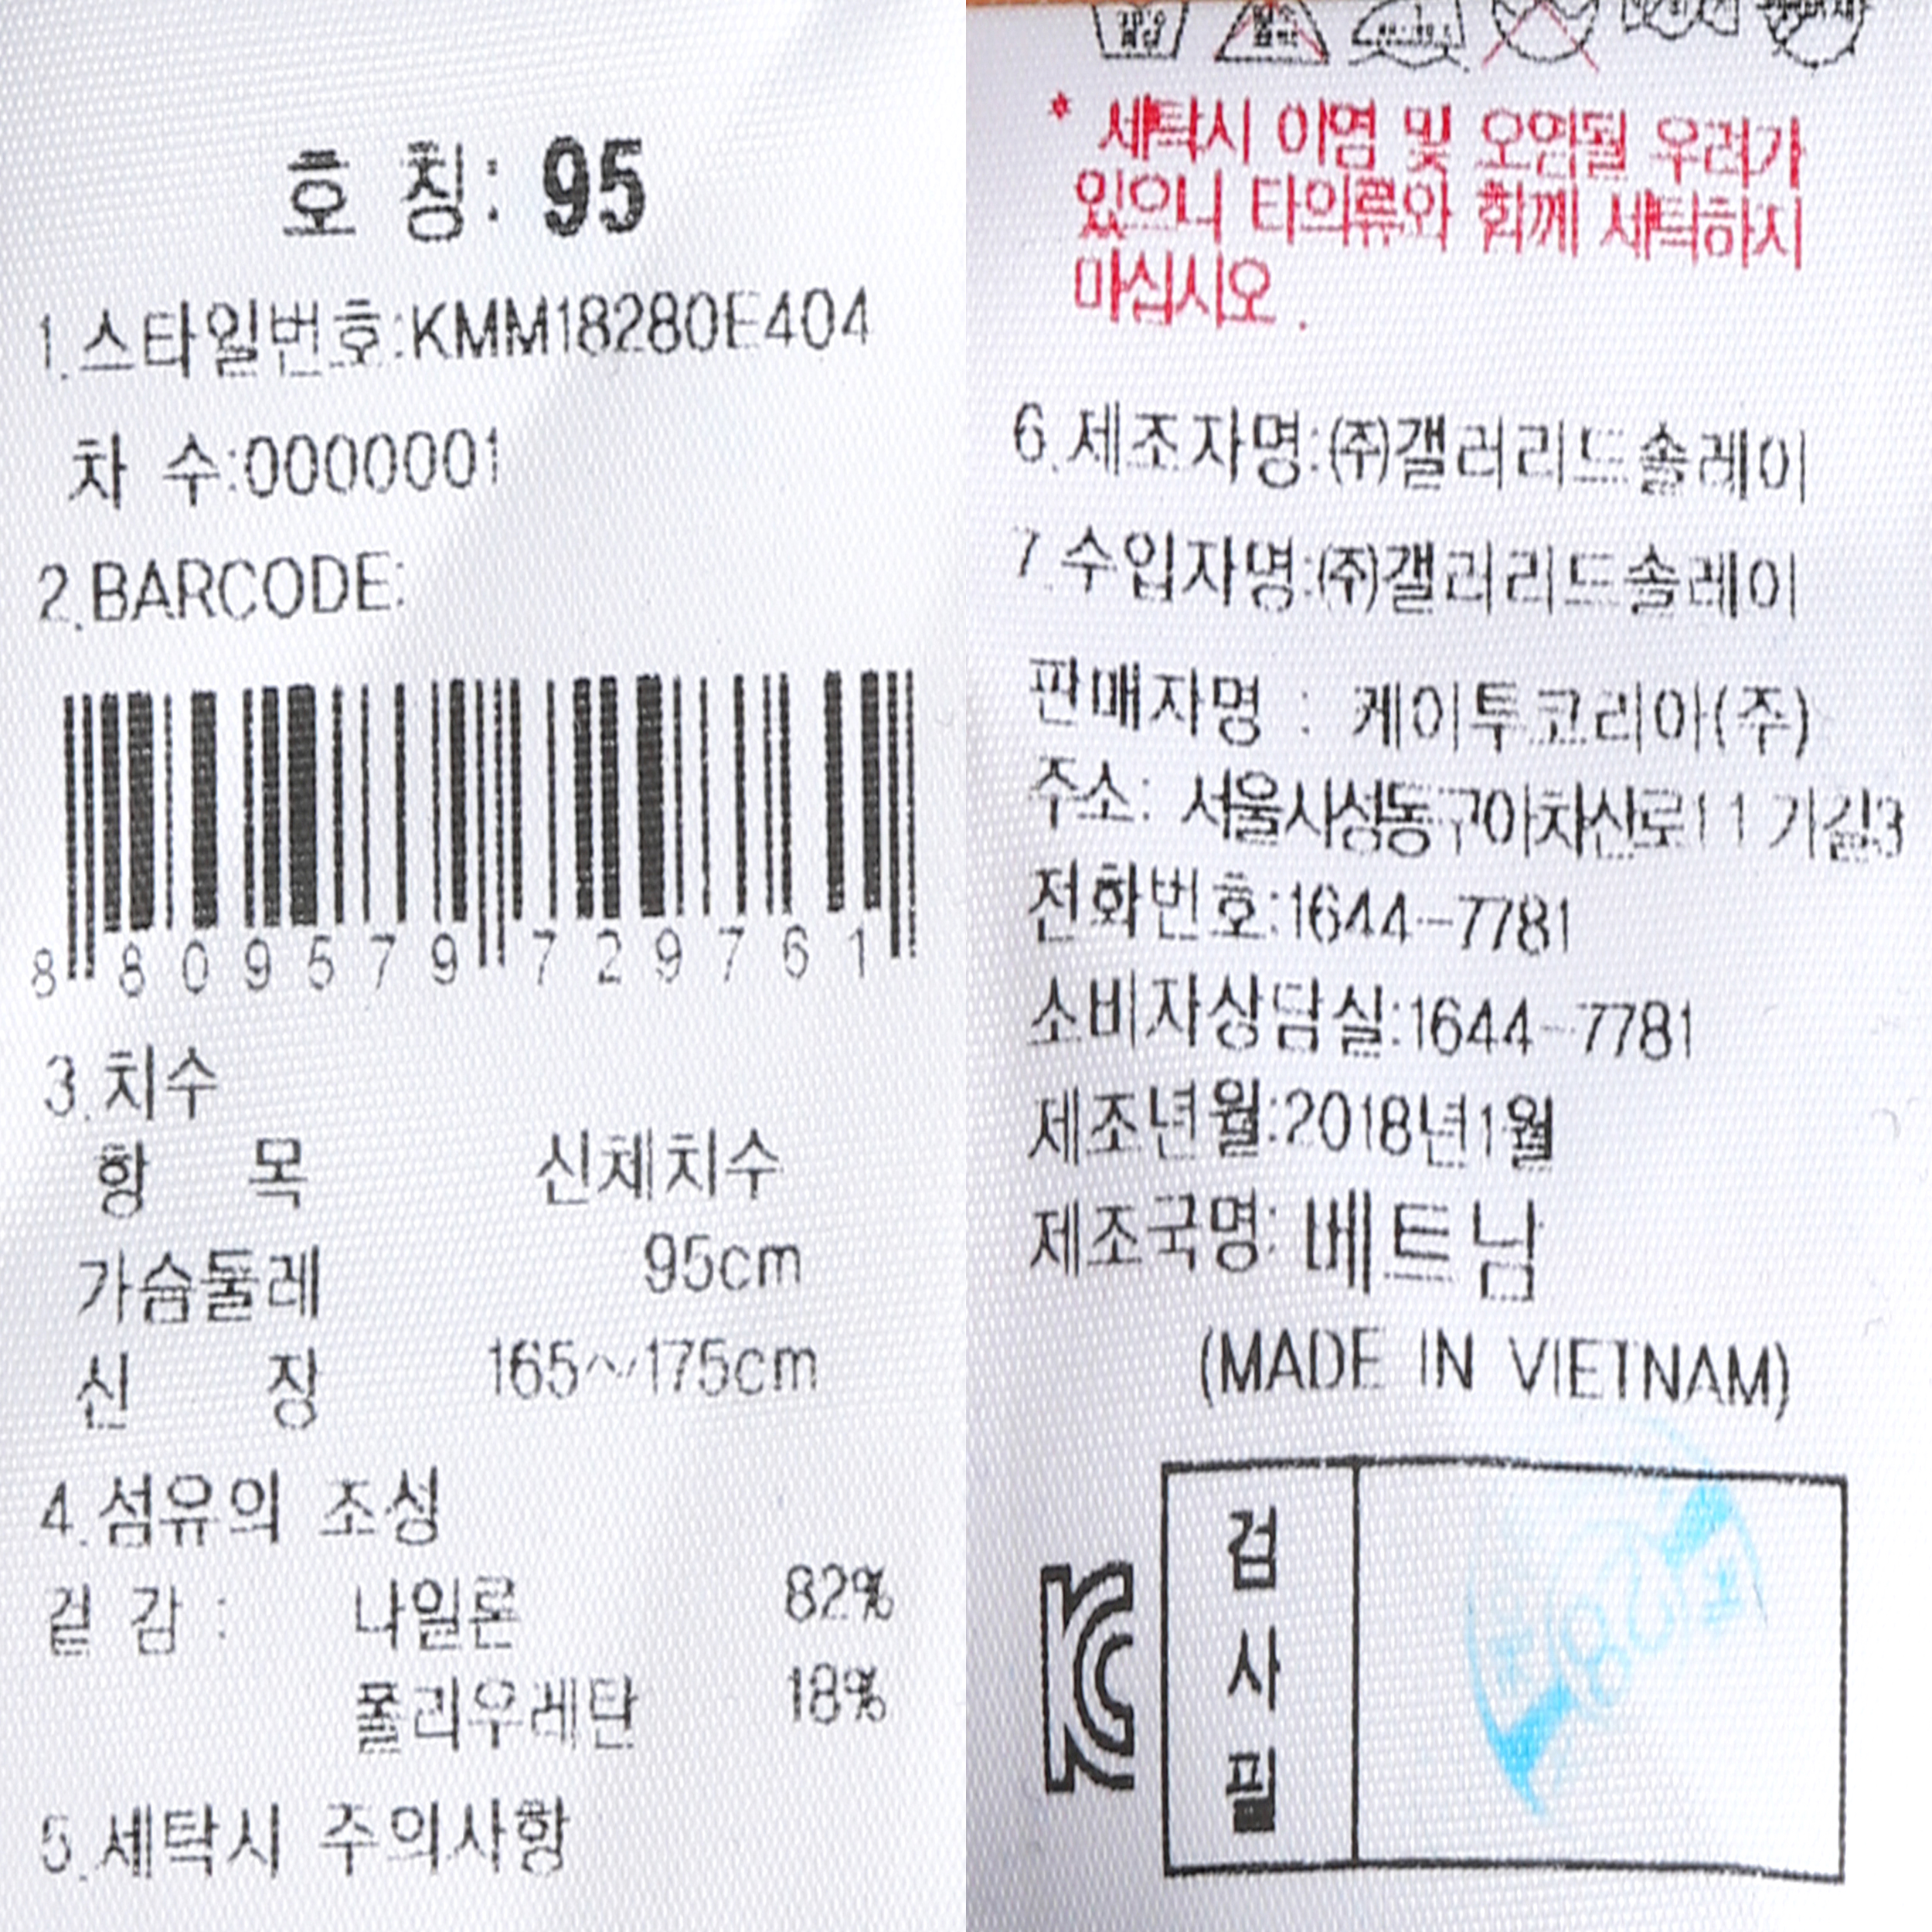 호 칭: 95
1.스타일번호:KMM18280E404
차 수:0000001
2.BARCODE:
8 809579 729761
3.치수
항 목 신체치수
가슴둘레 95cm
신 장 165~175cm
4.섬유의 조성
겉 감 : 나일론 82%
폴리우레탄 18%
5.세탁시 주의사항
* 세탁시 이염 및 오염될 우려가
있으니 타의류와 함께 세탁하지
마십시오.
6.제조자명:㈜갤러리드솔레이
7.수입자명:㈜갤러리드솔레이
판매자명 : 케이투코리아(주)
주소: 서울시성동구아차산로11가길3
전화번호:1644-7781
소비자상담실:1644-7781
제조년월:2018년1월
제조국명: 베트남
(MADE IN VIETNAM)
KC
검
사
필